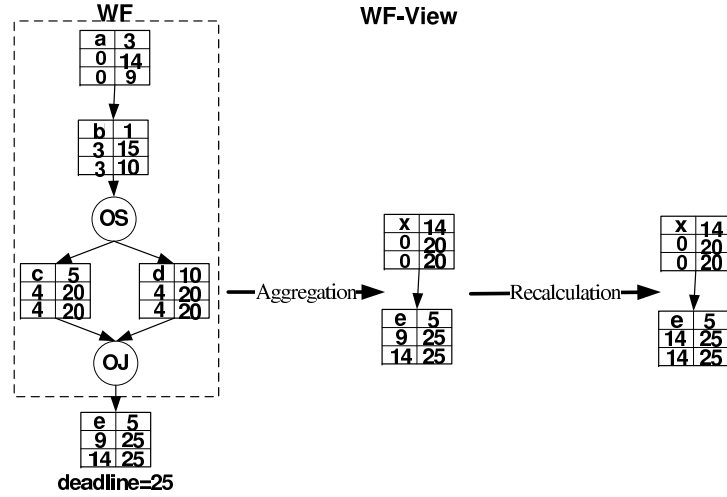 WF
WF-View
a 3
0 14
0 9
b 1
3 15
3 10
OS
c 5
4 20
4 20
d 10
4 20
4 20
OJ
e 5
9 25
14 25
deadline=25
Aggregation
x 14
0 20
0 20
e 5
9 25
14 25
Recalculation
x 14
0 20
0 20
e 5
14 25
14 25